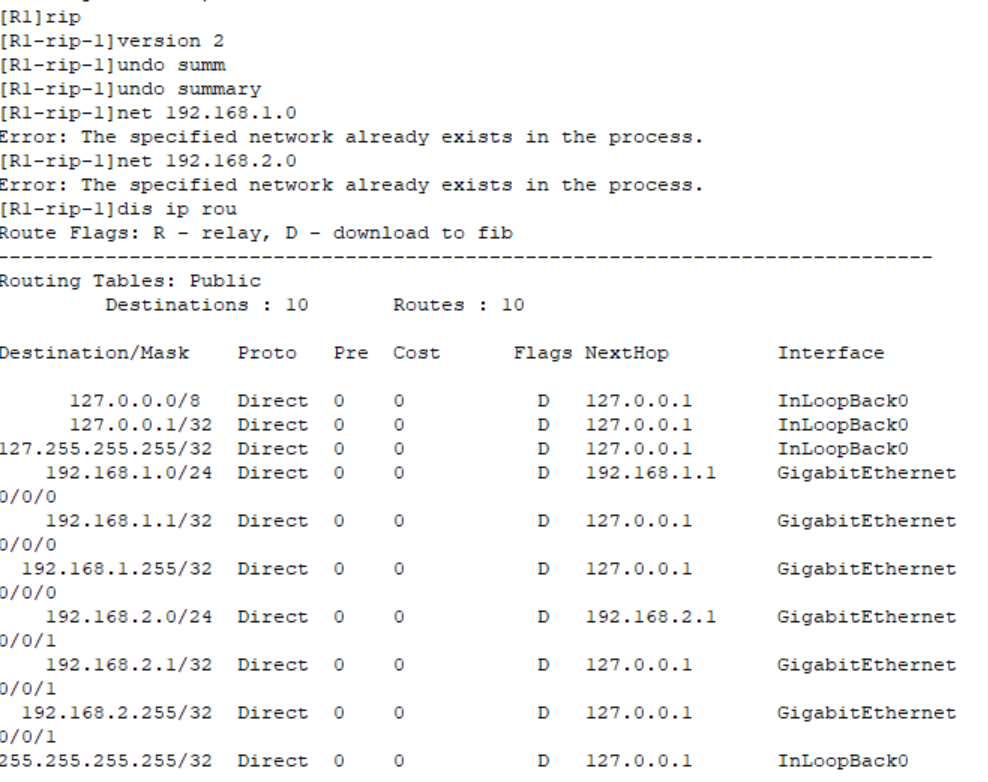 [R1]rip
[R1-rip-1]version 2
[R1-rip-1]undo summ
[R1-rip-1]undo summary
[R1-rip-1]net 192.168.1.0
Error: The specified network already exists in the process.
[R1-rip-1]net 192.168.2.0
Error: The specified network already exists in the process.
[R1-rip-1]dis ip rou
Route Flags: R - relay, D - download to fib
------------------------------------------------------------------------------
Routing Tables: Public
         Destinations : 10       Routes : 10

Destination/Mask    Proto   Pre  Cost      Flags NextHop         Interface

      127.0.0.0/8   Direct  0    0           D   127.0.0.1       InLoopBack0
      127.0.0.1/32  Direct  0    0           D   127.0.0.1       InLoopBack0
127.255.255.255/32  Direct  0    0           D   127.0.0.1       InLoopBack0
    192.168.1.0/24  Direct  0    0           D   192.168.1.1     GigabitEthernet
0/0/0
    192.168.1.1/32  Direct  0    0           D   127.0.0.1       GigabitEthernet
0/0/0
  192.168.1.255/32  Direct  0    0           D   127.0.0.1       GigabitEthernet
0/0/0
    192.168.2.0/24  Direct  0    0           D   192.168.2.1     GigabitEthernet
0/0/1
    192.168.2.1/32  Direct  0    0           D   127.0.0.1       GigabitEthernet
0/0/1
  192.168.2.255/32  Direct  0    0           D   127.0.0.1       GigabitEthernet
0/0/1
255.255.255.255/32  Direct  0    0           D   127.0.0.1       InLoopBack0